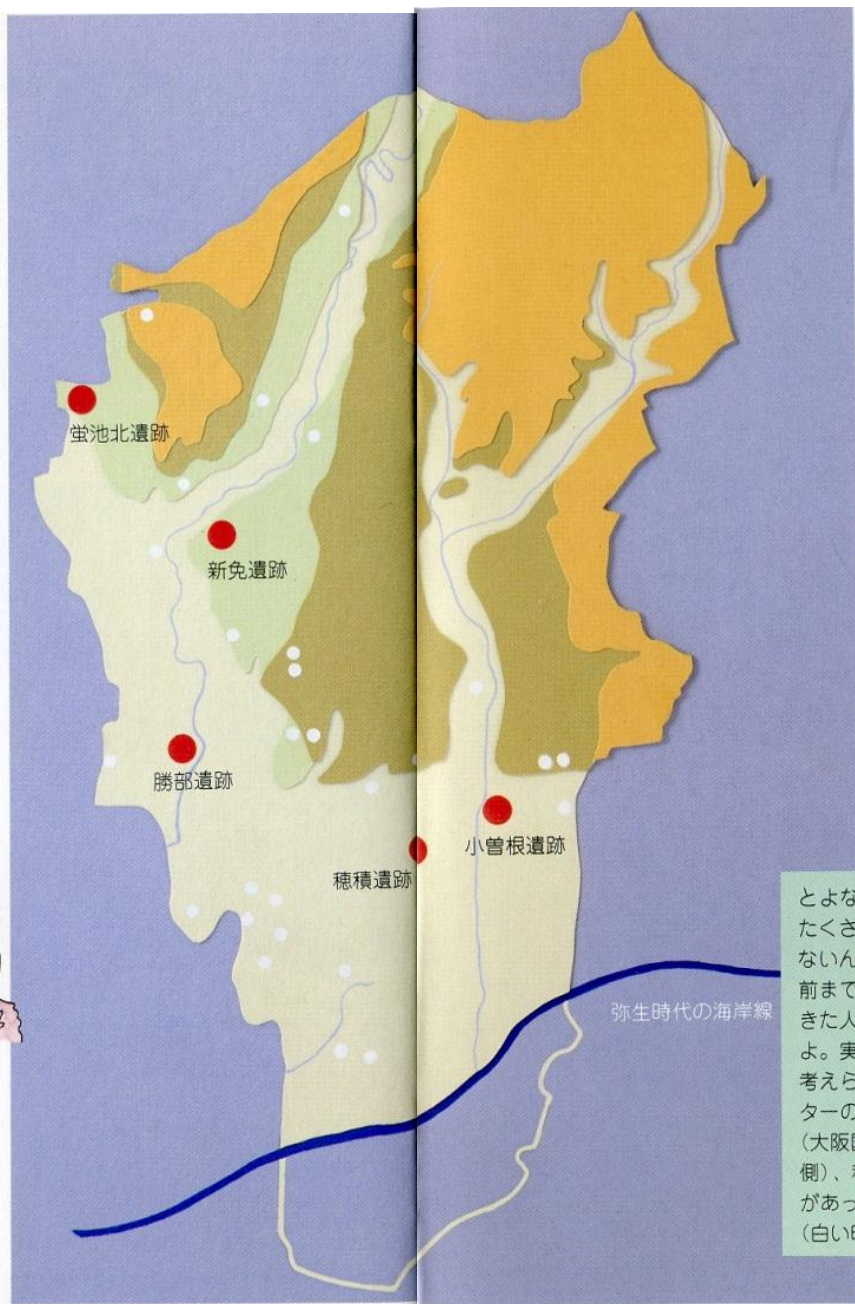 蛍池北遺跡
新免遺跡
勝部遺跡
小曽根遺跡
穂積遺跡
弥生時代の海岸線
とよな
たくさ
ないん
前まで
きた人
よ。実
考えら
ターの
（大阪
側）、
があっ
（白い